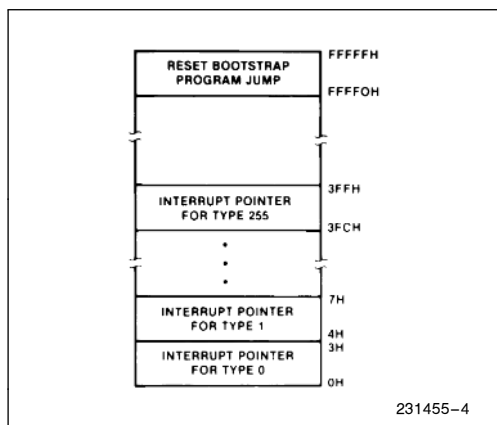 RESET BOOTSTRAP
PROGRAM JUMP
FFFFFH
FFFF0H
3FFH
INTERRUPT POINTER
FOR TYPE 255
3FCH
7H
INTERRUPT POINTER
FOR TYPE 1
4H
3H
INTERRUPT POINTER
FOR TYPE 0
0H
231455-4